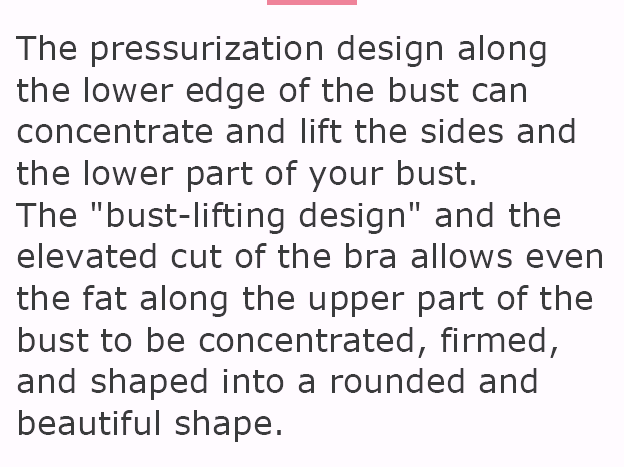 The pressurization design along
the lower edge of the bust can
concentrate and lift the sides and
the lower part of your bust.
The "bust-lifting design" and the
elevated cut of the bra allows even
the fat along the upper part of the
bust to be concentrated, firmed,
and shaped into a rounded and
beautiful shape.